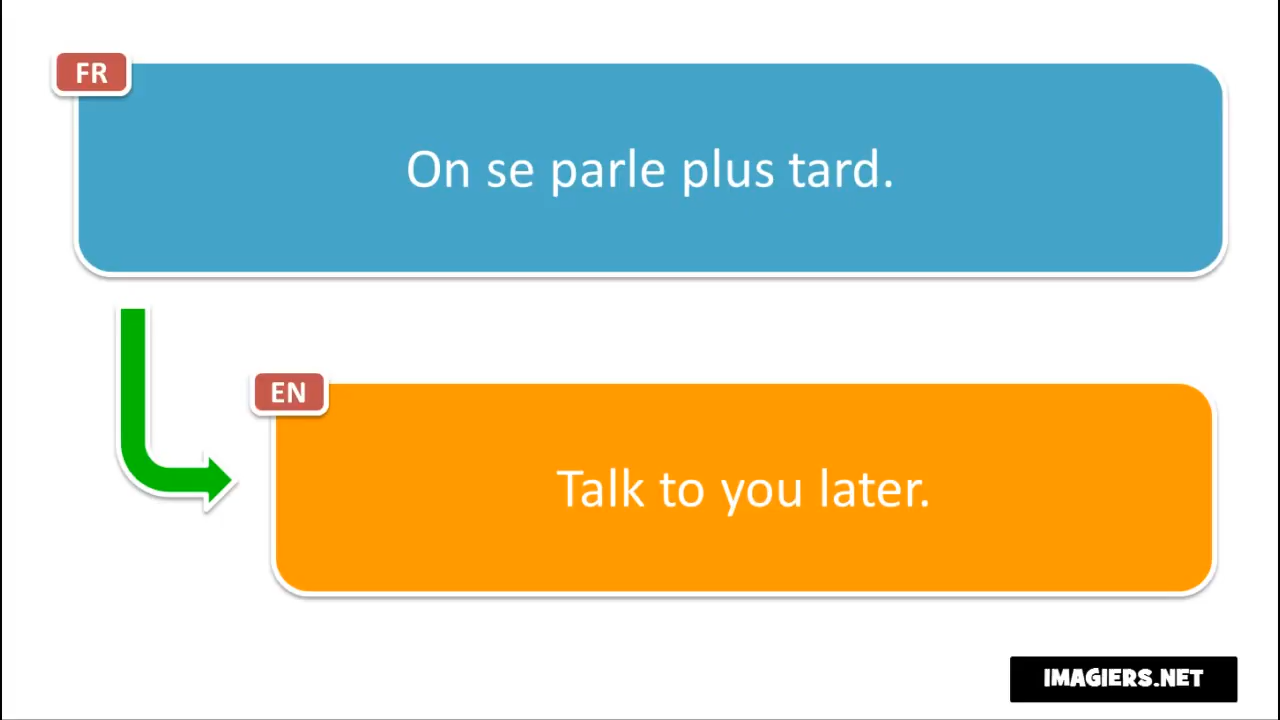 FR
On se parle plus tard.
EN
Talk to you later.
IMAGIERS.NET